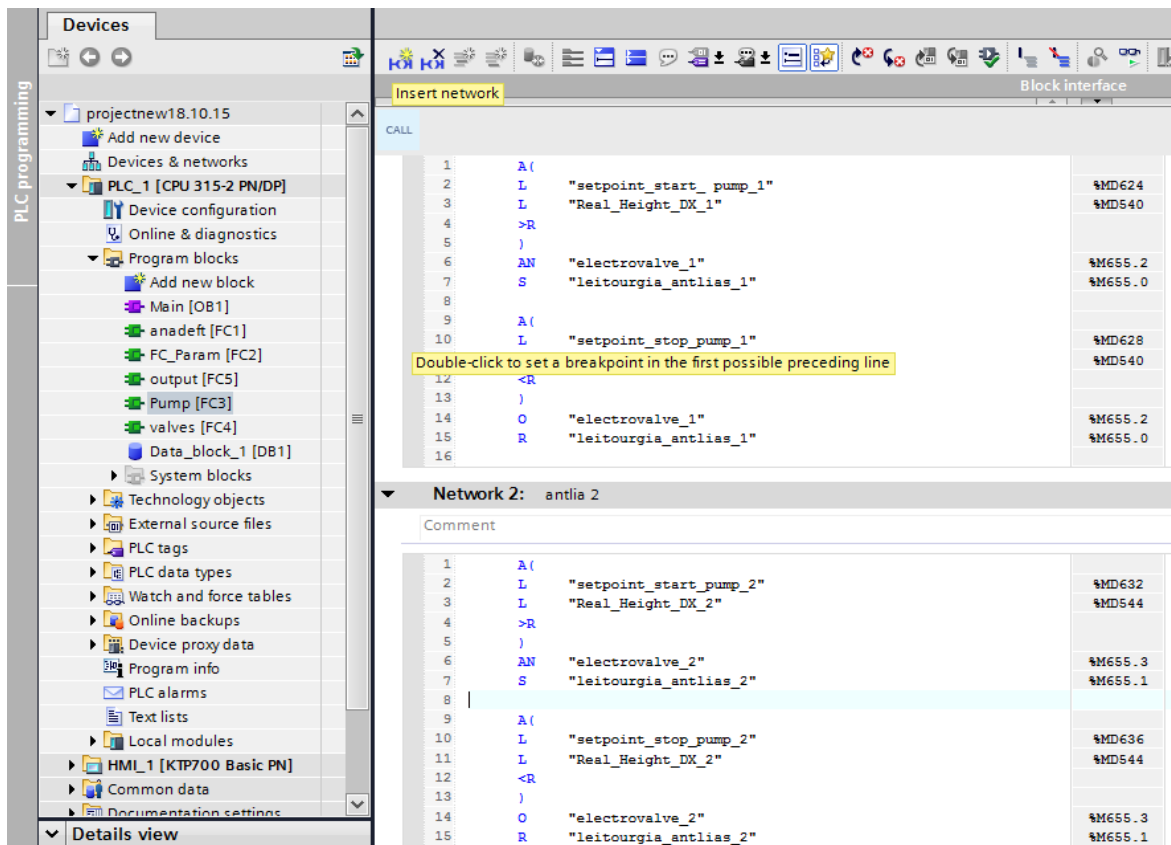 PLC programming
Devices
projectnew18.10.15
Add new device
Devices & networks
PLC_1 [CPU 315-2 PN/DP]
Device configuration
Online & diagnostics
Program blocks
Add new block
Main [OB1]
anadeft [FC1]
FC_Param [FC2]
output [FC5]
Pump [FC3]
valves [FC4]
Data_block_1 [DB1]
System blocks
Technology objects
External source files
PLC tags
PLC data types
Watch and force tables
Online backups
Device proxy data
Program info
PLC alarms
Text lists
Local modules
HMI_1 [KTP700 Basic PN]
Common data
Documentation settings
Details view
Insert network
Block interface
CALL
1 A(
2 L "setpoint_start_ pump_1" %MD624
3 L "Real_Height_DX_1" %MD540
4 >R
5 )
6 AN "electrovalve_1" %M655.2
7 S "leitourgia_antlias_1" %M655.0
8
9 A(
10 L "setpoint_stop_pump_1" %MD628
Double-click to set a breakpoint in the first possible preceding line %MD540
12 <R
13 )
14 O "electrovalve_1" %M655.2
15 R "leitourgia_antlias_1" %M655.0
16
Network 2: antlia 2
Comment
1 A(
2 L "setpoint_start_pump_2" %MD632
3 L "Real_Height_DX_2" %MD544
4 >R
5 )
6 AN "electrovalve_2" %M655.3
7 S "leitourgia_antlias_2" %M655.1
8
9 A(
10 L "setpoint_stop_pump_2" %MD636
11 L "Real_Height_DX_2" %MD544
12 <R
13 )
14 O "electrovalve_2" %M655.3
15 R "leitourgia_antlias_2" %M655.1